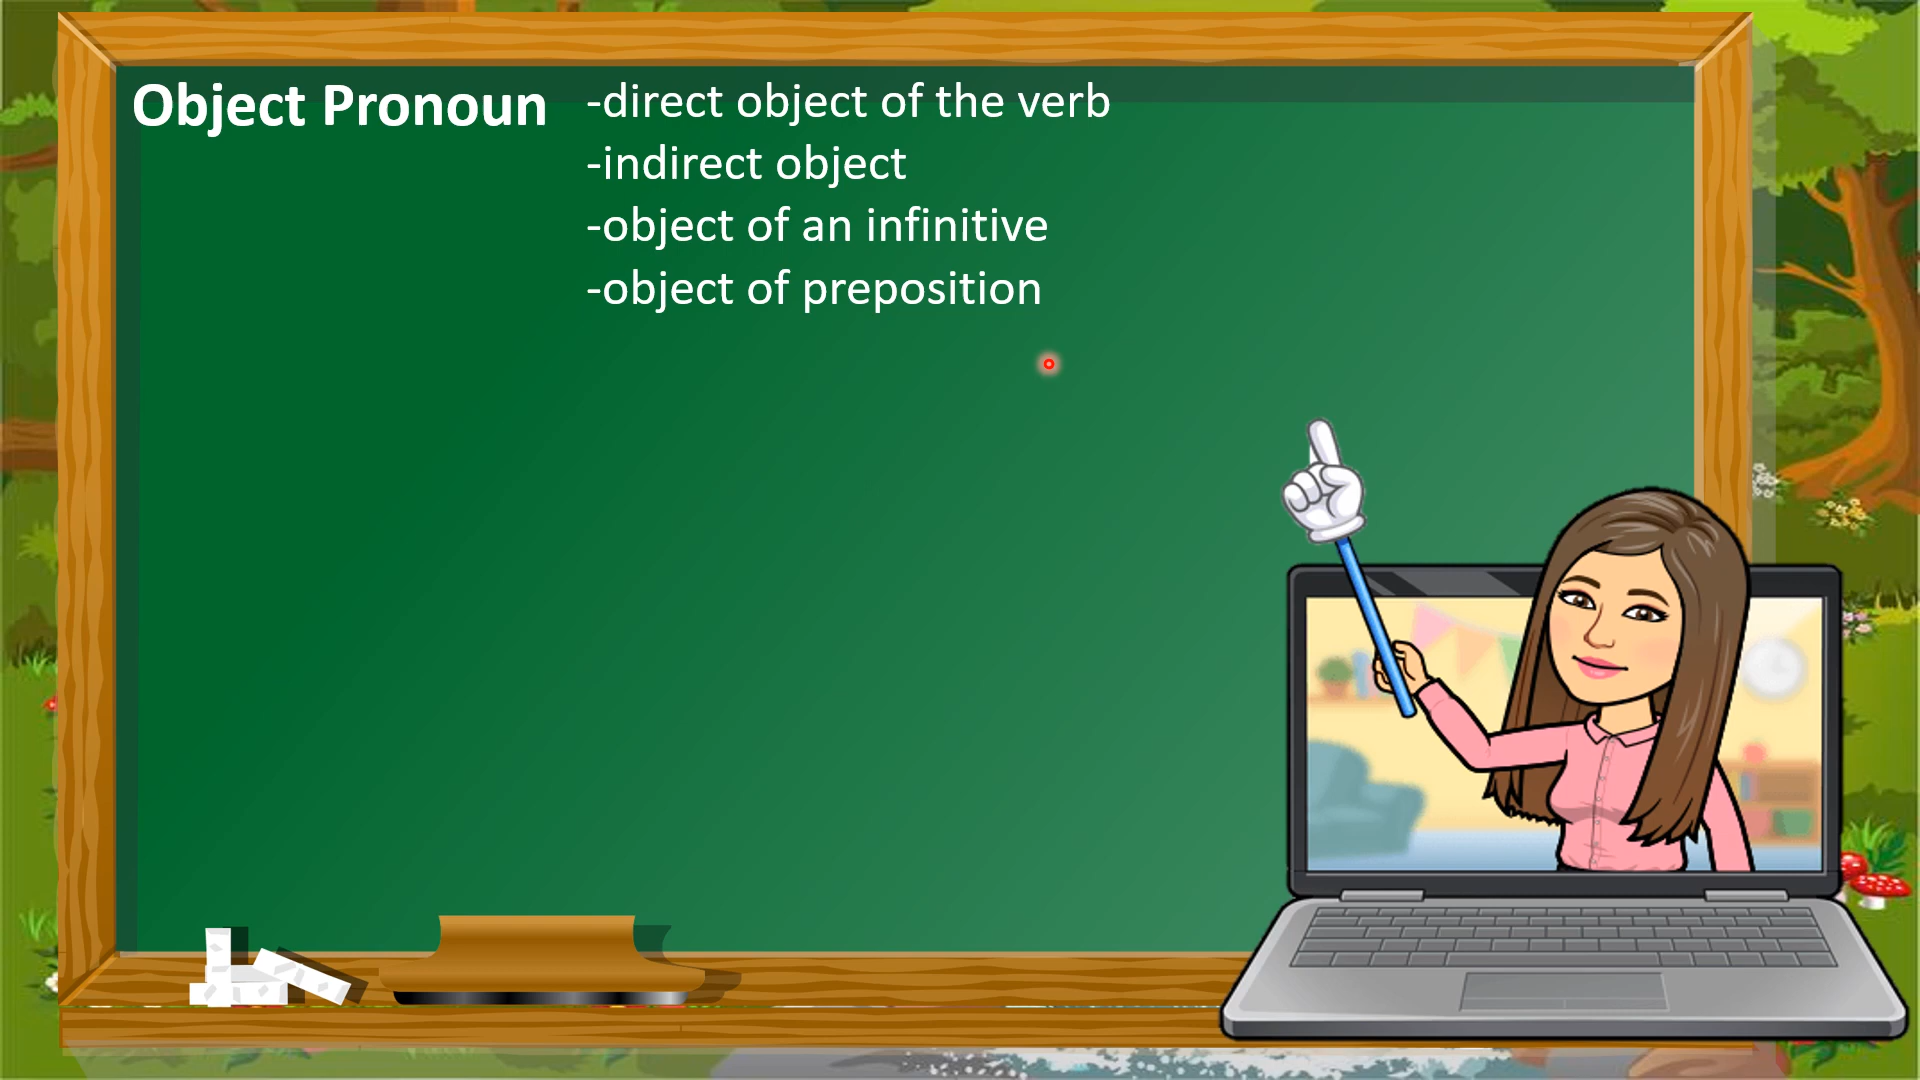 Object Pronoun -direct object of the verb
-indirect object
-object of an infinitive
-object of preposition